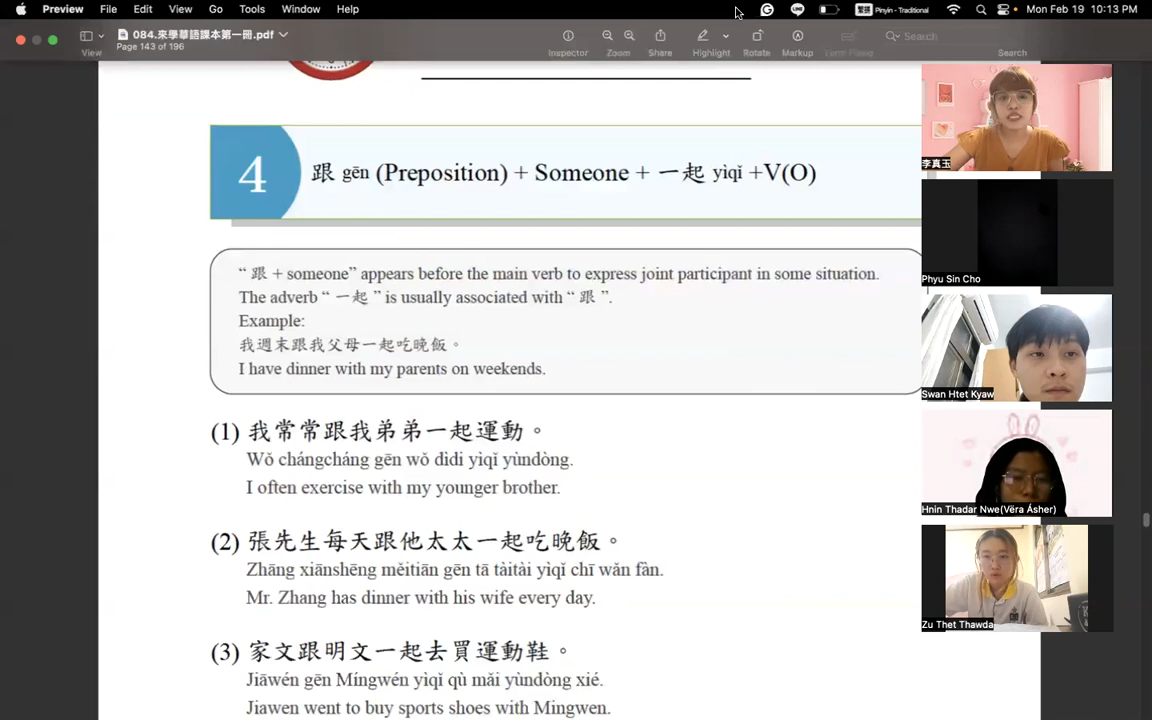 Preview File Edit View Go Tools Window Help Pinyin - Traditional Mon Feb 19 10:13 PM
084.來學華語課本第一冊.pdf
Page 143 of 196
View Inspector Zoom Share Highlight Rotate Markup Form Filling Search Search
4 跟 gēn (Preposition) + Someone + 一起 yìqǐ +V(O)
“ 跟 + someone” appears before the main verb to express joint participant in some situation.
The adverb “ 一起 ” is usually associated with “ 跟 ”.
Example:
我週末跟我父母一起吃晚飯。
I have dinner with my parents on weekends.
(1) 我常常跟我弟弟一起運動。
Wǒ chángcháng gēn wǒ dìdi yìqǐ yùndòng.
I often exercise with my younger brother.
(2) 張先生每天跟他太太一起吃晚飯。
Zhāng xiānshēng měitiān gēn tā tàitài yìqǐ chī wǎn fàn.
Mr. Zhang has dinner with his wife every day.
(3) 家文跟明文一起去買運動鞋。
Jiāwén gēn Míngwén yìqǐ qù mǎi yùndòng xié.
Jiawen went to buy sports shoes with Mingwen.
李真玉
Phyu Sin Cho
Swan Htet Kyaw
Hnin Thadar Nwe(Vëra Ásher)
Zu Thet Thawda